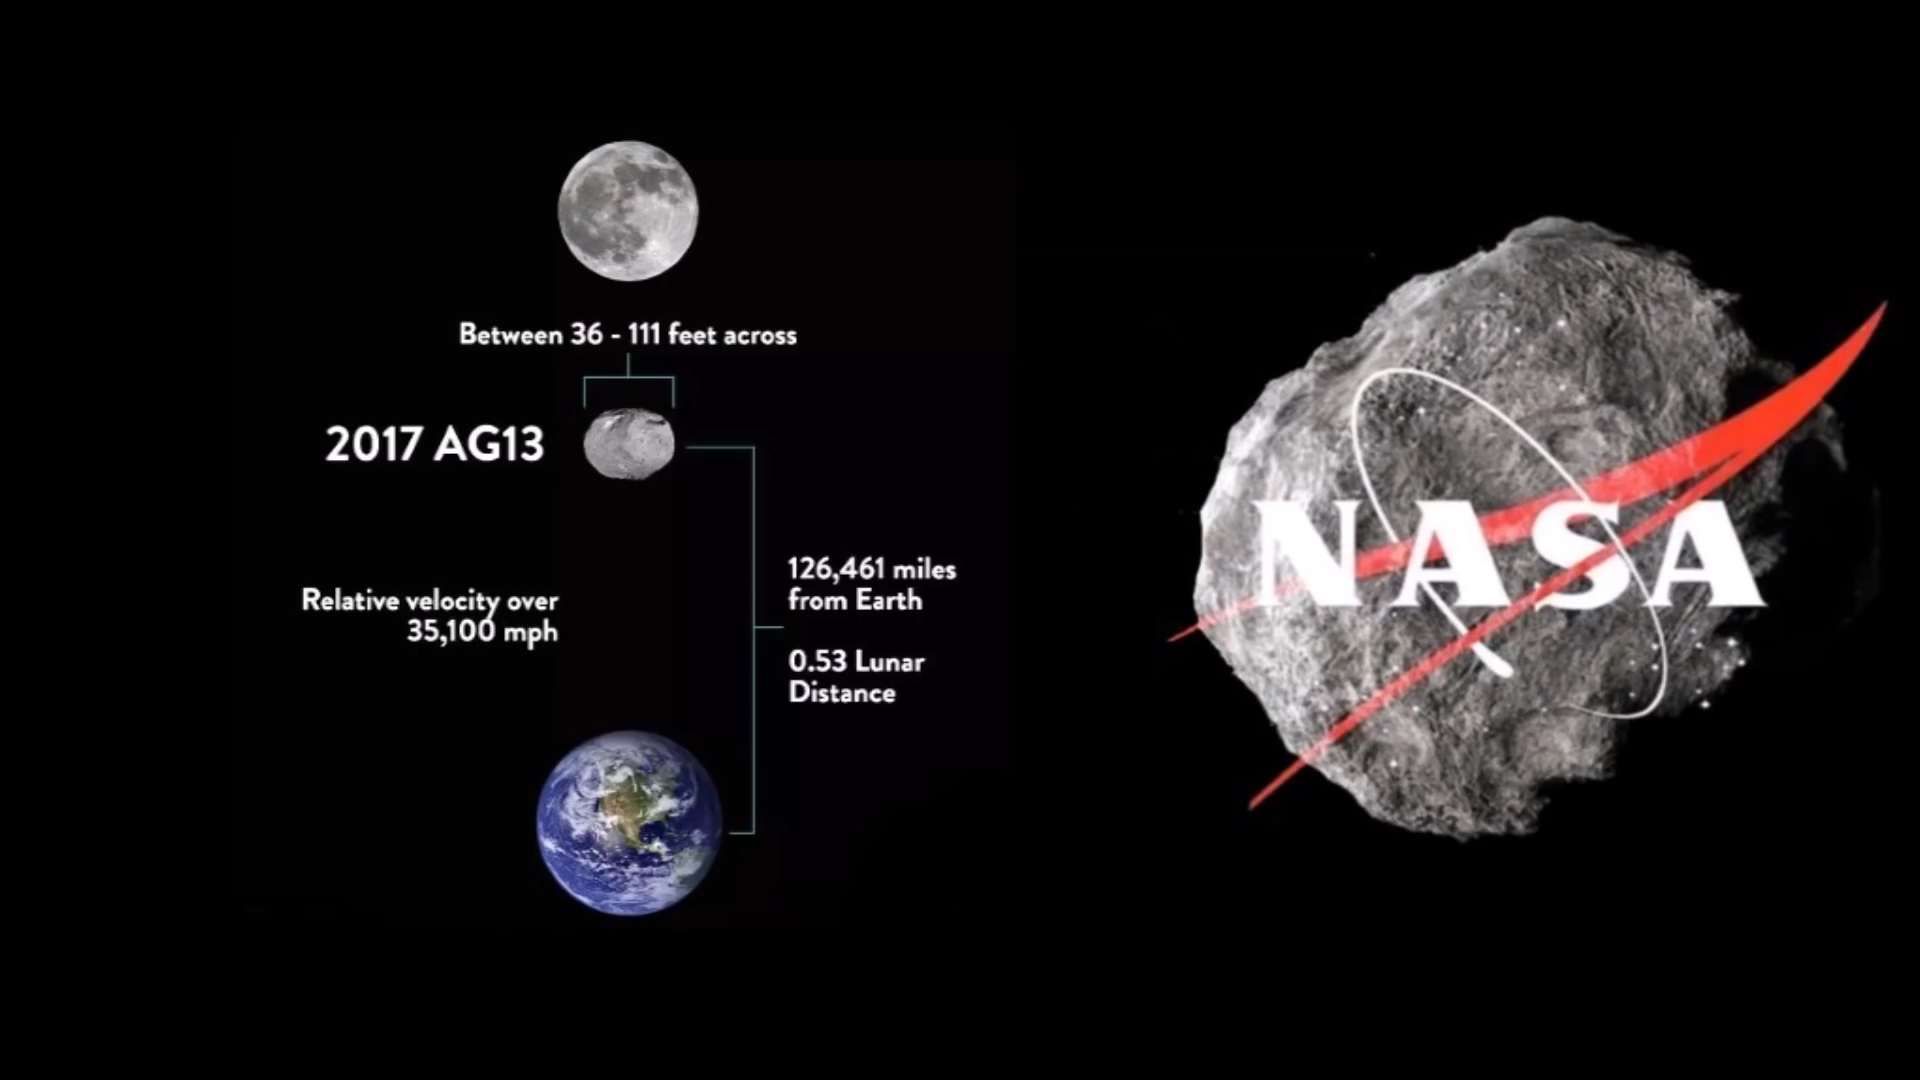 Between 36 - 111 feet across
2017 AG13
Relative velocity over
35,100 mph
126,461 miles
from Earth
0.53 Lunar
Distance
NASA